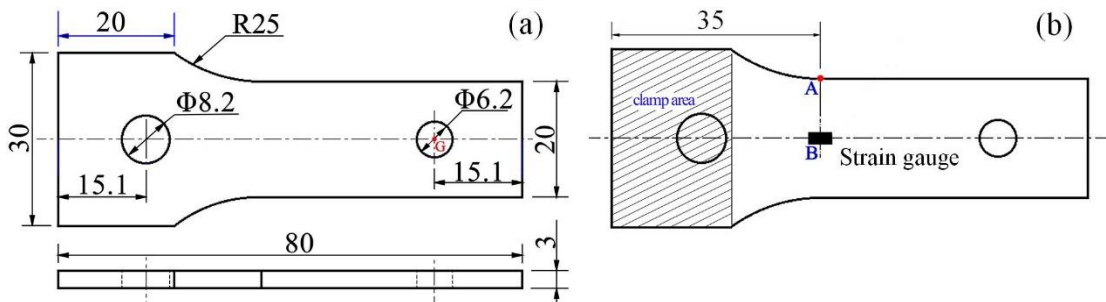 20
R25
(a)
30
Φ8.2
Φ6.2
G
20
15.1
15.1
80
3
35
(b)
A
clamp area
B
Strain gauge